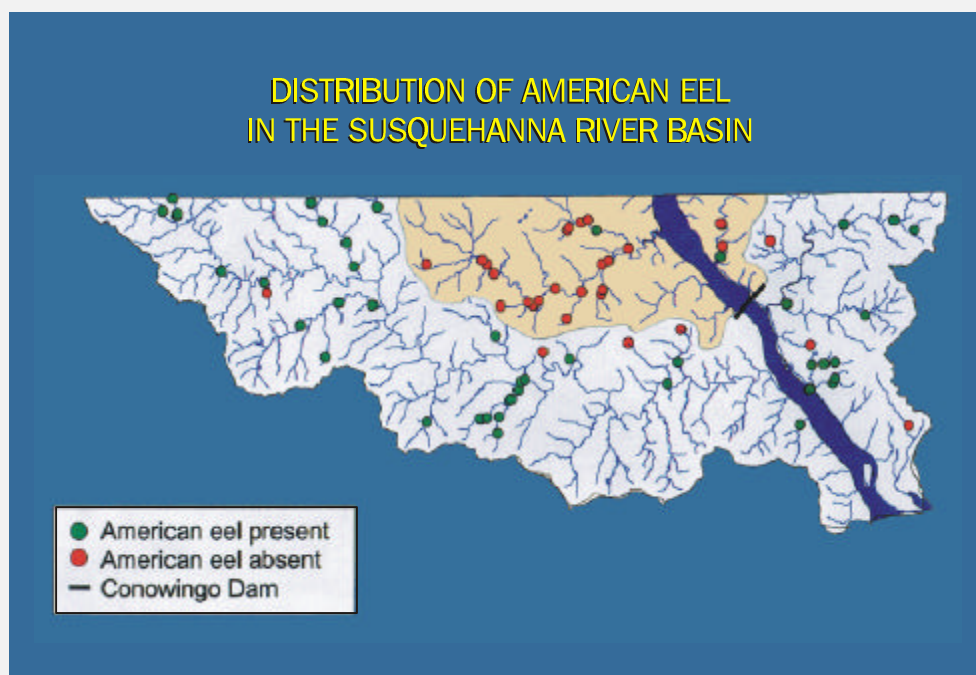 DISTRIBUTION OF AMERICAN EEL
IN THE SUSQUEHANNA RIVER BASIN
American eel present
American eel absent
Conowingo Dam